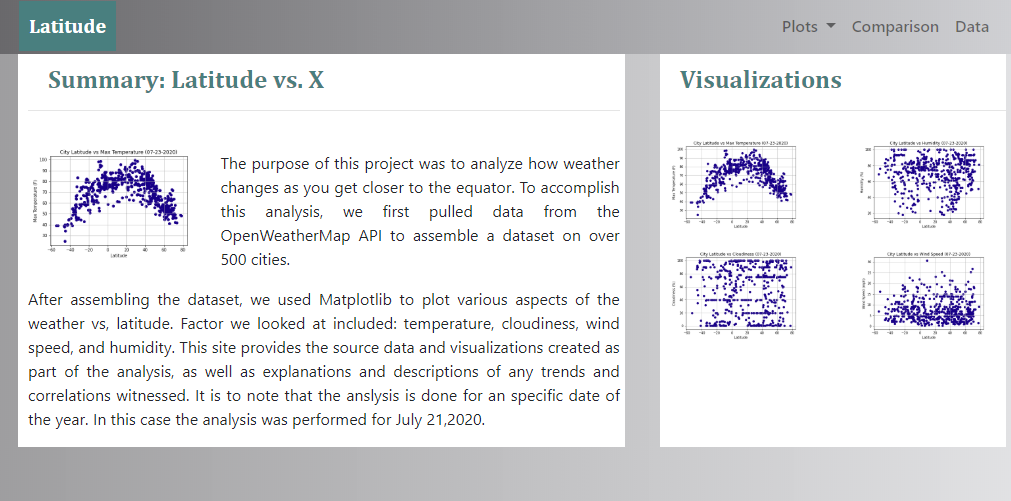 Latitude
Plots Comparison Data
Summary: Latitude vs. X
City Latitude vs Max Temperature (07-23-2020)
Max Temperature (F)
Latitude
The purpose of this project was to analyze how weather
changes as you get closer to the equator. To accomplish
this analysis, we first pulled data from the
OpenWeatherMap API to assemble a dataset on over
500 cities.
After assembling the dataset, we used Matplotlib to plot various aspects of the
weather vs, latitude. Factor we looked at included: temperature, cloudiness, wind
speed, and humidity. This site provides the source data and visualizations created as
part of the analysis, as well as explanations and descriptions of any trends and
correlations witnessed. It is to note that the anslysis is done for an specific date of
the year. In this case the analysis was performed for July 21,2020.
Visualizations
City Latitude vs Max Temperature (07-23-2020)
Latitude
City Latitude vs Humidity (07-23-2020)
Latitude
City Latitude vs Cloudiness (07-23-2020)
Latitude
City Latitude vs Wind Speed (07-23-2020)
Latitude